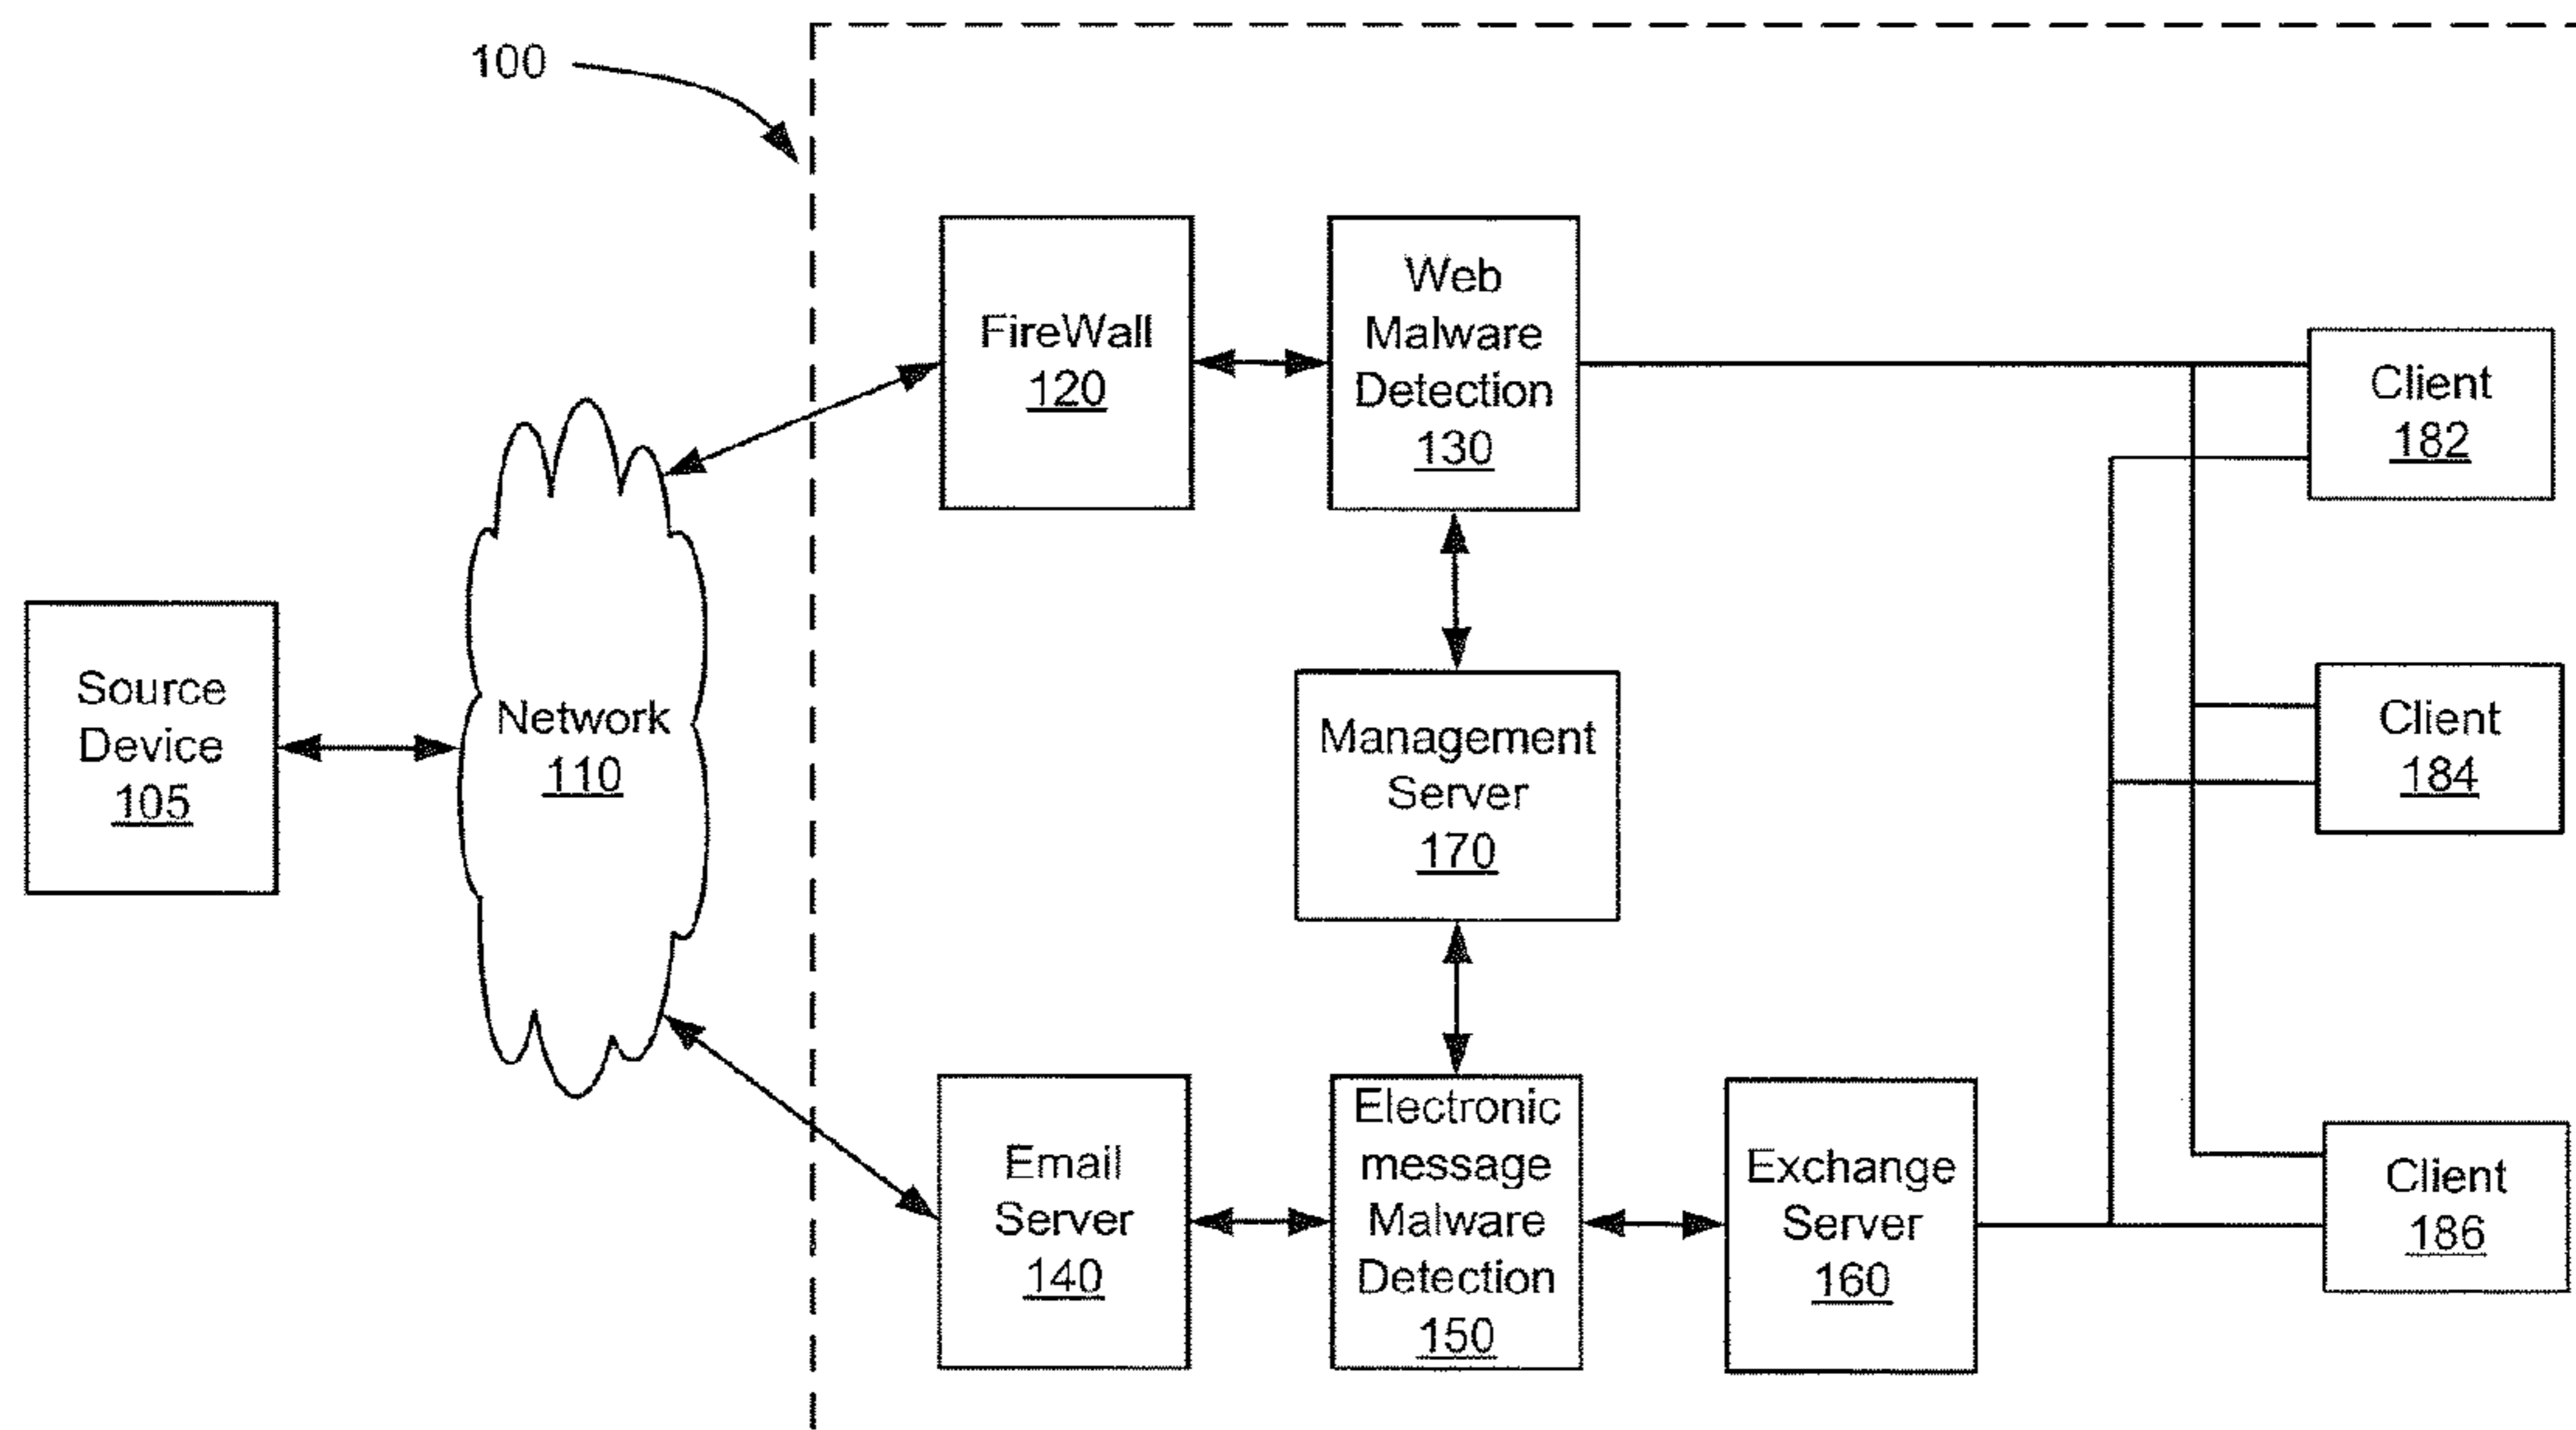 100
FireWall
120
Web
Malware
Detection
130
Client
182
Source
Device
105
Network
110
Management
Server
170
Client
184
Email
Server
140
Electronic
message
Malware
Detection
150
Exchange
Server
160
Client
186